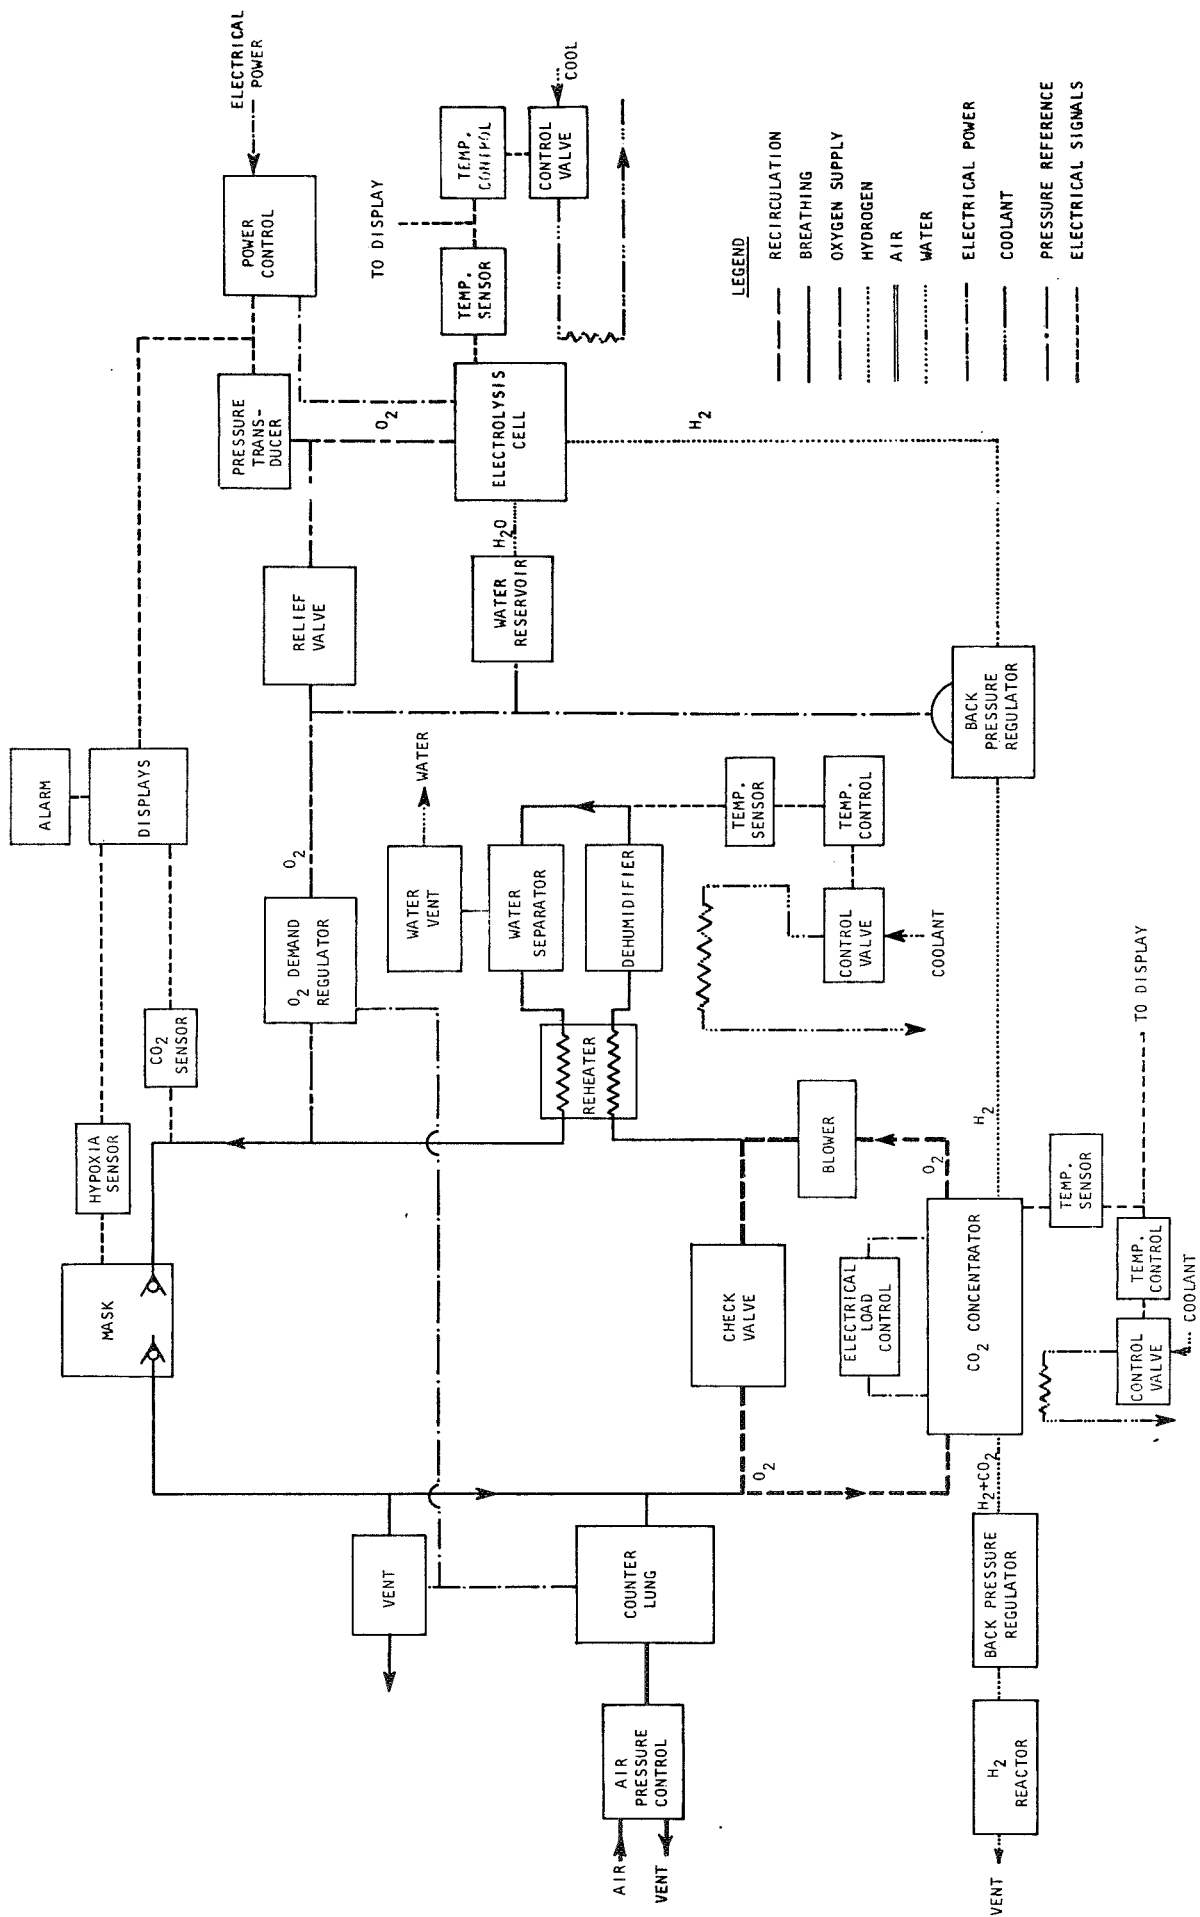 ELECTRICAL
POWER
POWER
CONTROL
PRESSURE
TRANS-
DUCER
O2
TO DISPLAY
TEMP.
SENSOR
TEMP.
CONTROL
CONTROL
VALVE
COOL
ELECTROLYSIS
CELL
H2
H2O
WATER
RESERVOIR
RELIEF
VALVE
ALARM
DISPLAYS
O2
O2 DEMAND
REGULATOR
CO2
SENSOR
HYPOXIA
SENSOR
MASK
WATER
WATER
VENT
WATER
SEPARATOR
DEHUMIDIFIER
REHEATER
TEMP.
SENSOR
TEMP.
CONTROL
CONTROL
VALVE
COOLANT
BACK
PRESSURE
REGULATOR
H2
BLOWER
O2
CHECK
VALVE
O2
ELECTRICAL
LOAD
CONTROL
CO2 CONCENTRATOR
TEMP.
SENSOR
TO DISPLAY
TEMP.
CONTROL
CONTROL
VALVE
COOLANT
H2+CO2
BACK PRESSURE
REGULATOR
H2
REACTOR
VENT
VENT
COUNTER
LUNG
AIR
PRESSURE
CONTROL
AIR
VENT
LEGEND
RECIRCULATION
BREATHING
OXYGEN SUPPLY
HYDROGEN
AIR
WATER
ELECTRICAL POWER
COOLANT
PRESSURE REFERENCE
ELECTRICAL SIGNALS